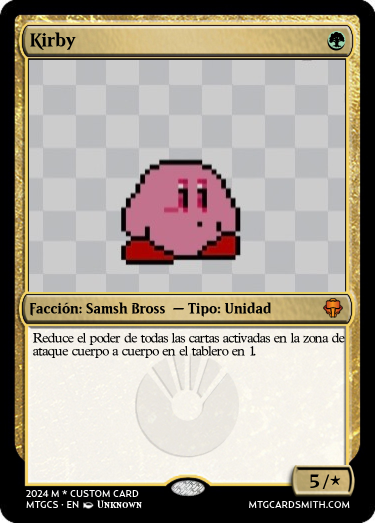 Kirby
Facción: Samsh Bross — Tipo: Unidad
Reduce el poder de todas las cartas activadas en la zona de
ataque cuerpo a cuerpo en el tablero en 1.
5/★
2024 M * CUSTOM CARD
MTGCS · EN Unknown
MTGCARDSMITH.COM